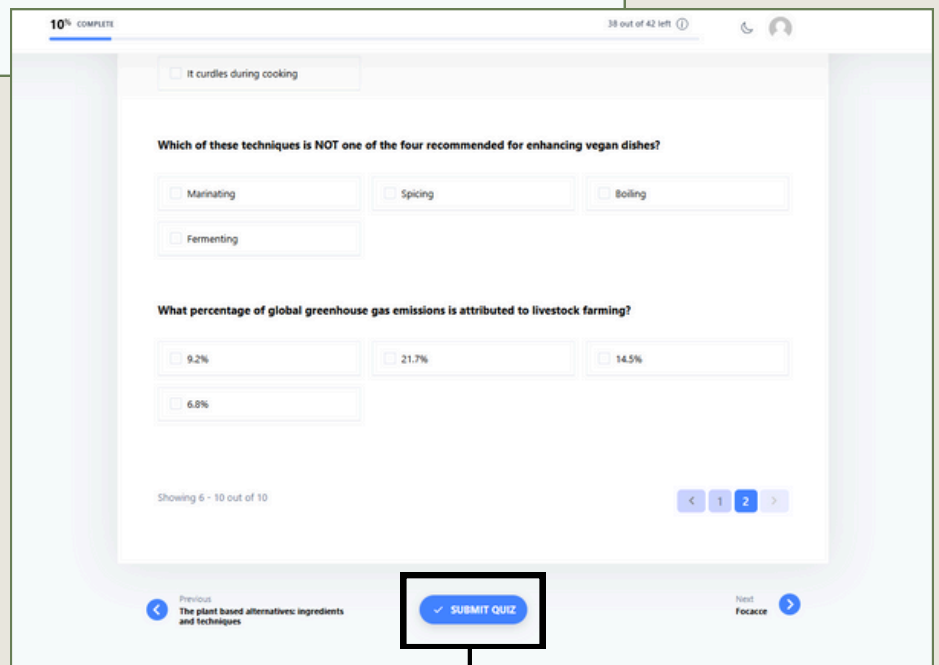 10% COMPLETE
38 out of 42 left
It curdles during cooking
Which of these techniques is NOT one of the four recommended for enhancing vegan dishes?
Marinating
Spicing
Boiling
Fermenting
What percentage of global greenhouse gas emissions is attributed to livestock farming?
9.2%
21.7%
14.5%
6.8%
Showing 6 - 10 out of 10
1
2
Previous
The plant based alternatives: ingredients
and techniques
SUBMIT QUIZ
Next
Focacce